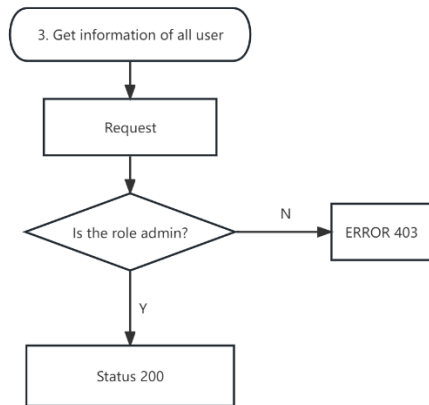 3. Get information of all user
Request
Is the role admin?
N
ERROR 403
Y
Status 200